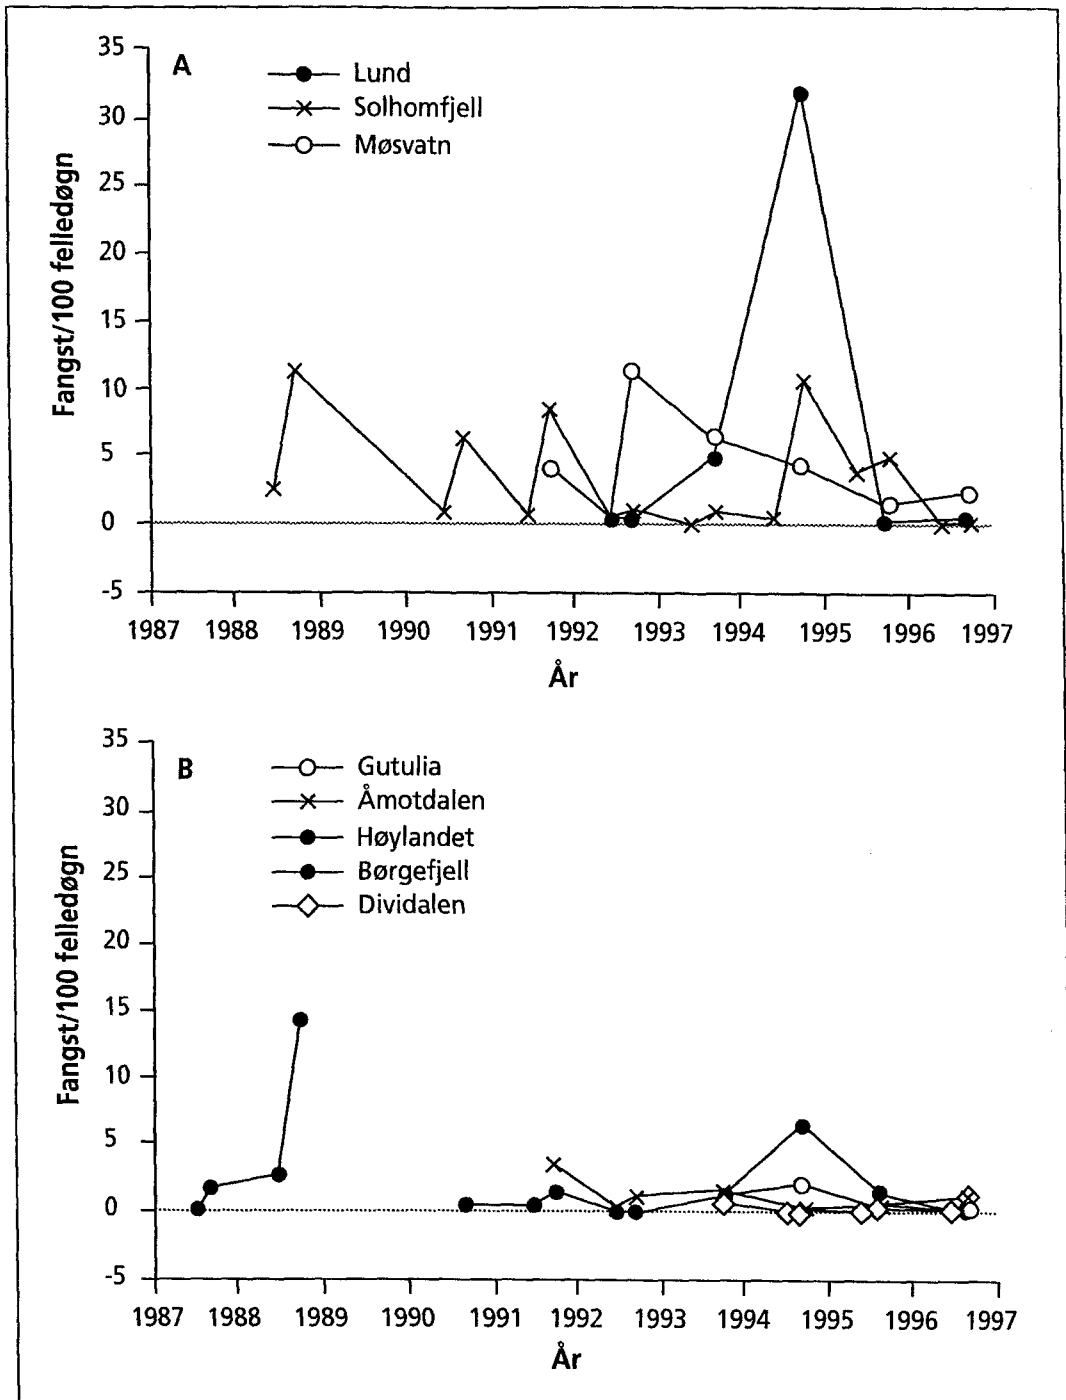 A
Lund
Solhomfjell
Møsvatn
Fangst/100 felledøgn
35
30
25
20
15
10
5
0
-5
1987 1988 1989 1990 1991 1992 1993 1994 1995 1996 1997
År
B
Gutulia
Åmotdalen
Høylandet
Børgefjell
Dividalen
Fangst/100 felledøgn
35
30
25
20
15
10
5
0
-5
1987 1988 1989 1990 1991 1992 1993 1994 1995 1996 1997
År